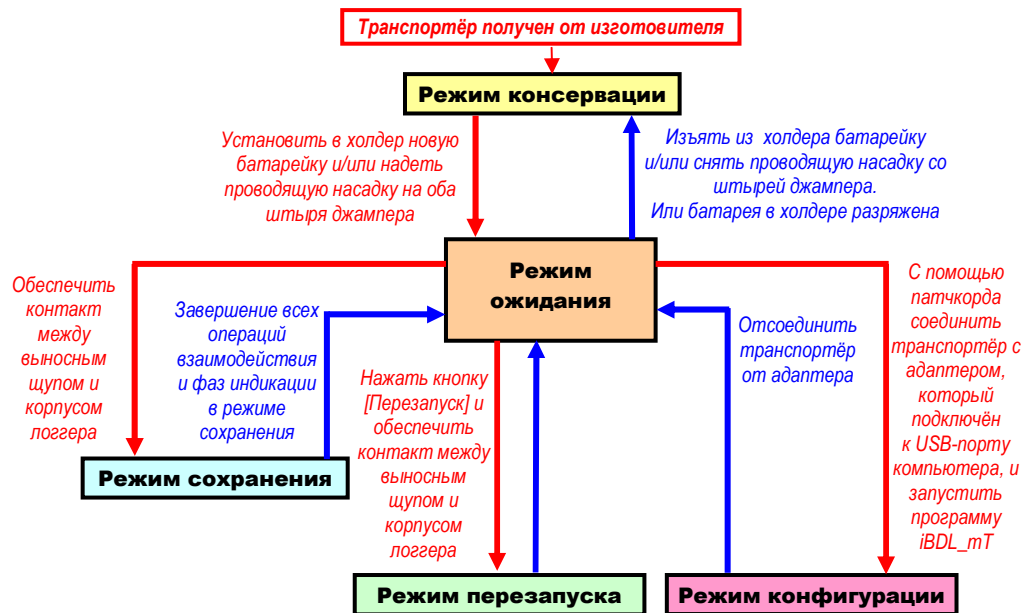 Транспортёр получен от изготовителя
Режим консервации
Установить в холдер новую
батарейку и/или надеть
проводящую насадку на оба
штыря джампера
Изъять из холдера батарейку
и/или снять проводящую насадку со
штырей джампера.
Или батарея в холдере разряжена
Режим
ожидания
Обеспечить
контакт
между
выносным
щупом и
корпусом
логгера
Завершение всех
операций
взаимодействия
и фаз индикации
в режиме
сохранения
Нажать кнопку
[Перезапуск] и
обеспечить
контакт между
выносным
щупом и
корпусом
логгера
Отсоединить
транспортёр
от адаптера
С помощью
патчкорда
соединить
транспортёр с
адаптером,
который
подключён
к USB-порту
компьютера, и
запустить
программу
iBDL_mT
Режим сохранения
Режим перезапуска
Режим конфигурации